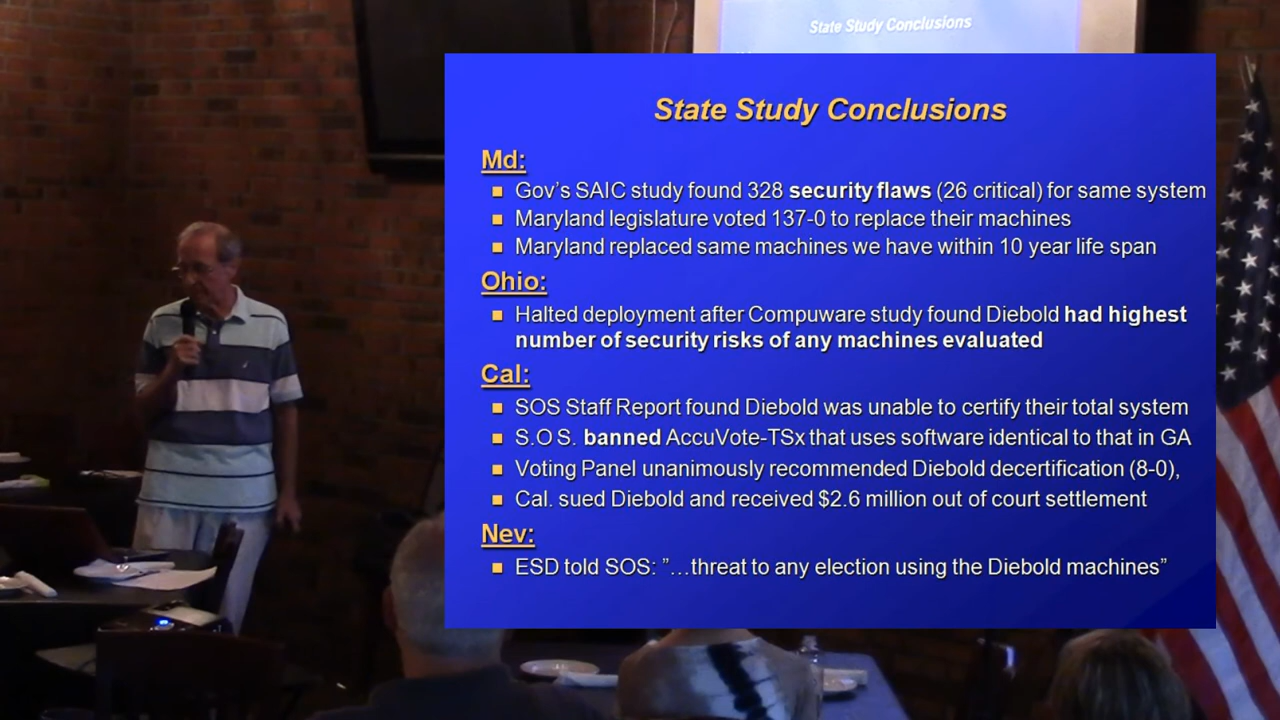 State Study Conclusions
State Study Conclusions
Md:
Gov's SAIC study found 328 security flaws (26 critical) for same system
Maryland legislature voted 137-0 to replace their machines
Maryland replaced same machines we have within 10 year life span
Ohio:
Halted deployment after Compuware study found Diebold had highest
number of security risks of any machines evaluated
Cal:
SOS Staff Report found Diebold was unable to certify their total system
S.O S. banned AccuVote-TSx that uses software identical to that in GA
Voting Panel unanimously recommended Diebold decertification (8-0),
Cal. sued Diebold and received $2.6 million out of court settlement
Nev:
ESD told SOS: ”…threat to any election using the Diebold machines”